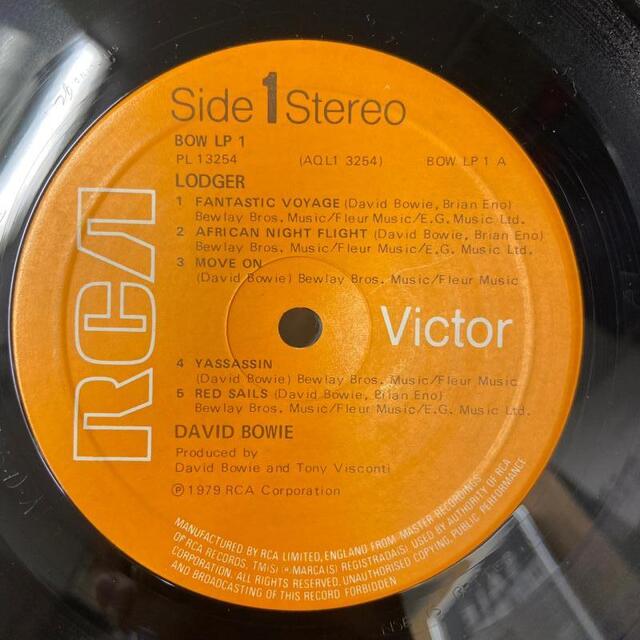 Side 1 Stereo
BOW LP 1
PL 13254 (AQL1 3254) BOW LP 1 A
LODGER
1 FANTASTIC VOYAGE (David Bowie, Brian Eno)
Bewlay Bros. Music/Fleur Music/E.G. Music Ltd.
2 AFRICAN NIGHT FLIGHT (David Bowie, Brian Eno)
Bewlay Bros. Music/Fleur Music/E.G. Music Ltd.
3 MOVE ON
(David Bowie) Bewlay Bros. Music/Fleur Music
RCA
Victor
4 YASSASSIN
(David Bowie) Bewlay Bros. Music/Fleur Music
5 RED SAILS (David Bowie, Brian Eno)
Bewlay Bros. Music/Fleur Music/E.G. Music Ltd.
DAVID BOWIE
Produced by
David Bowie and Tony Visconti
℗ 1979 RCA Corporation
MANUFACTURED BY RCA LIMITED, ENGLAND FROM MASTER RECORDINGS
OF RCA RECORDS, TM(S) ®.MARCA(S) REGISTRADA(S) USED BY AUTHORITY OF RCA
CORPORATION. ALL RIGHTS RESERVED. UNAUTHORISED COPYING, PUBLIC PERFORMANCE
AND BROADCASTING OF THIS RECORD FORBIDDEN